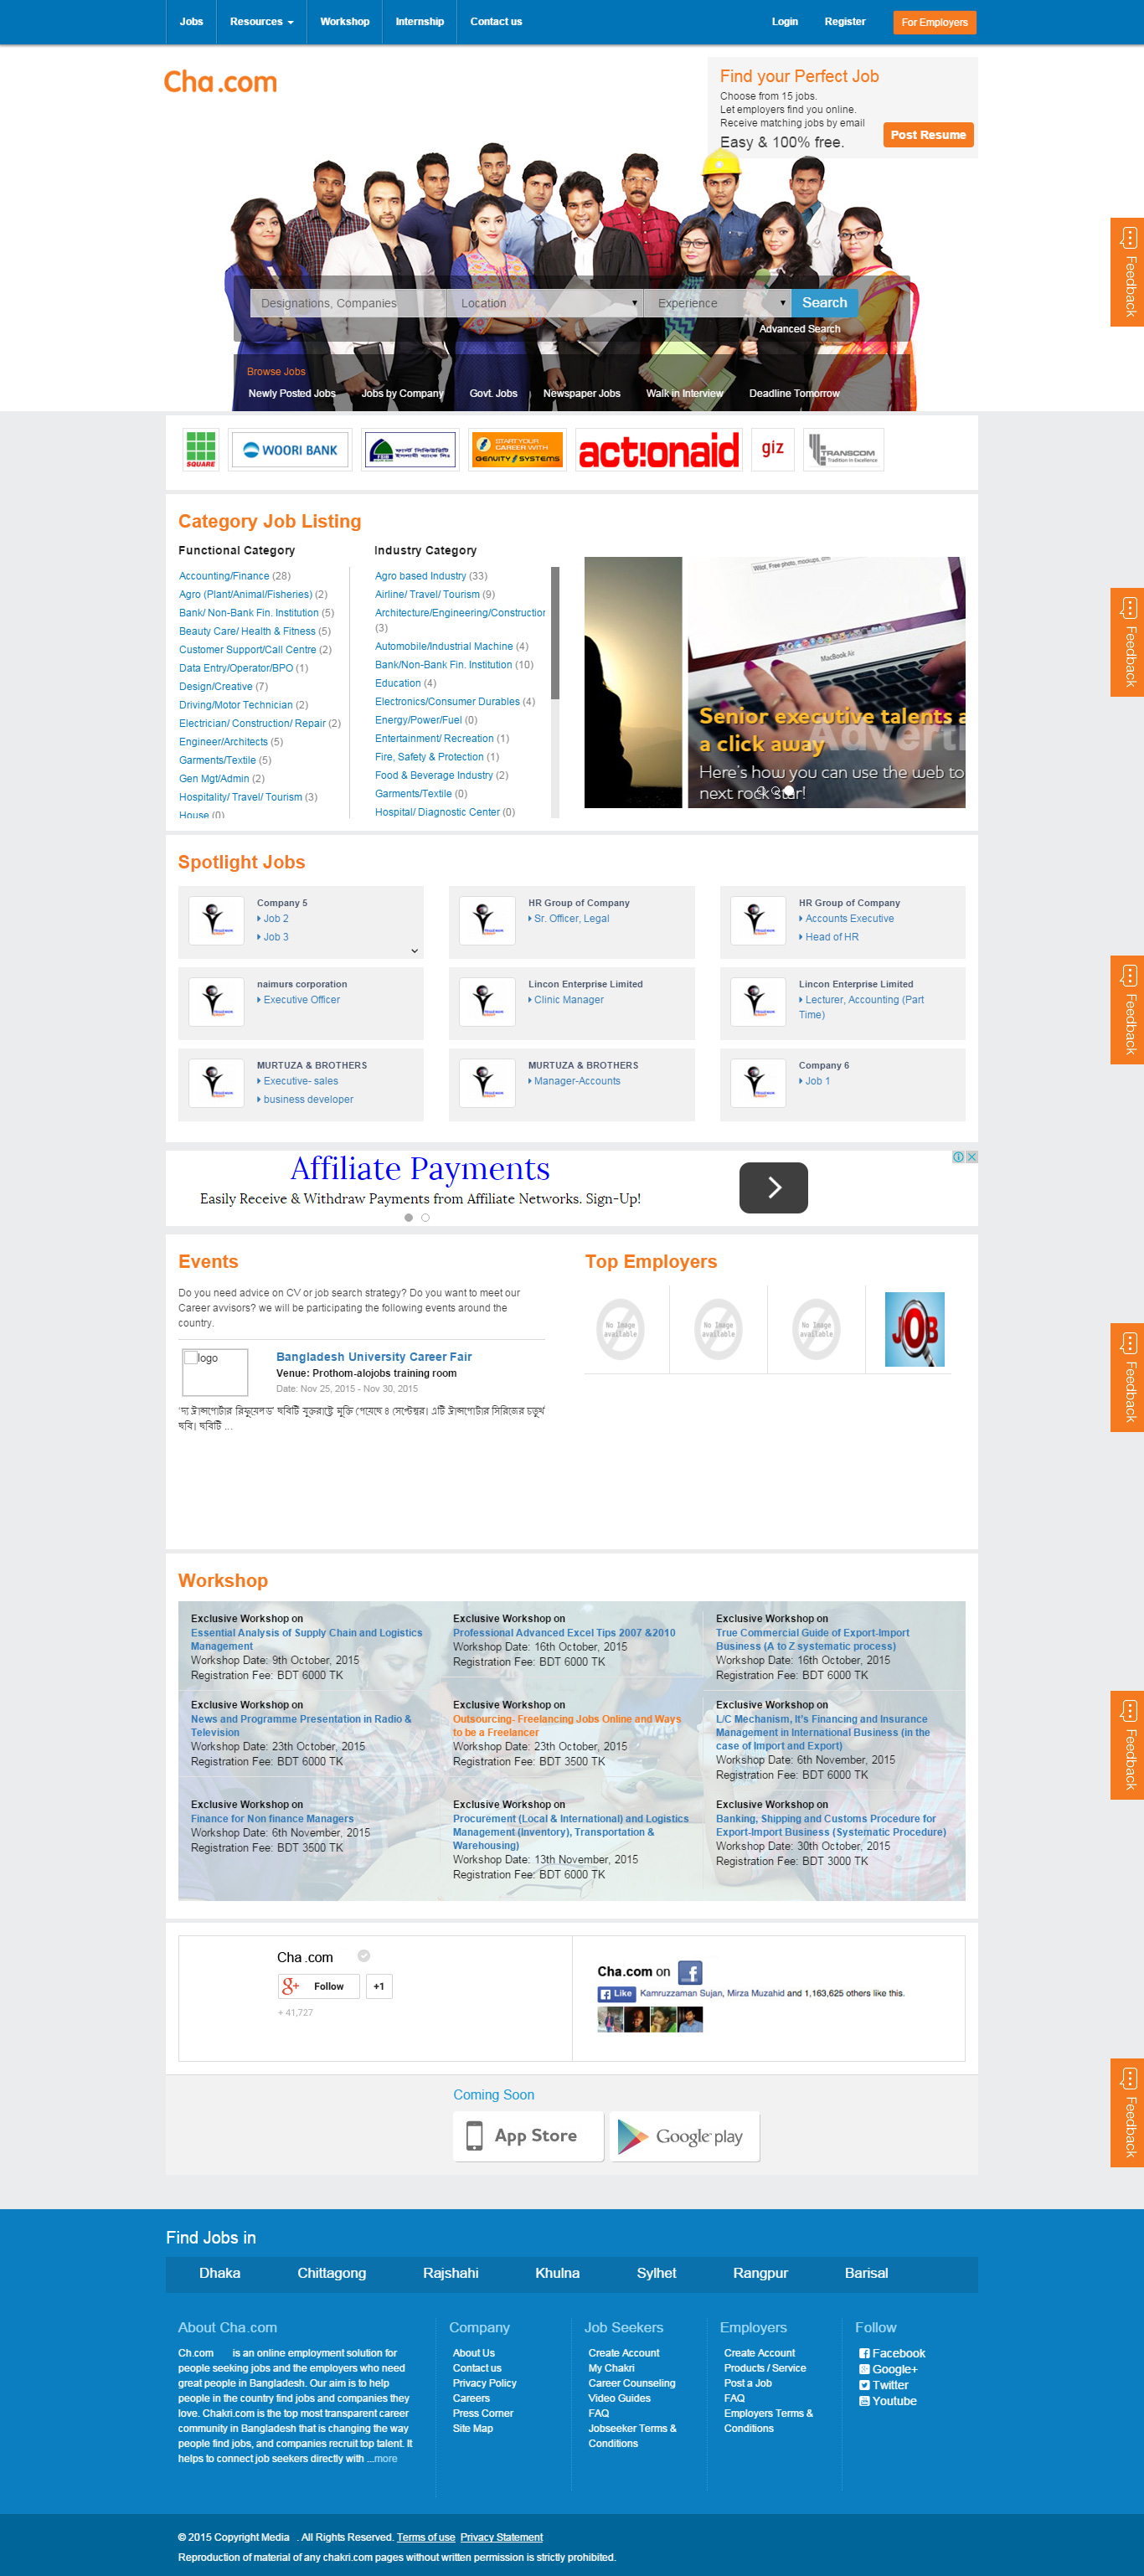 Jobs
Resources
Workshop
Internship
Contact us
Login
Register
For Employers
Cha.com
Find your Perfect Job
Choose from 15 jobs.
Let employers find you online.
Receive matching jobs by email
Easy & 100% free.
Post Resume
Feedback
Designations, Companies
Location
Experience
Search
Advanced Search
Browse Jobs
Newly Posted Jobs
Jobs by Company
Govt. Jobs
Newspaper Jobs
Walk in Interview
Deadline Tomorrow
SQUARE
WOORI BANK
START YOUR CAREER WITH
GENUITY SYSTEMS
act!onaid
giz
TRANSCOM
Tradition in Excellence
Category Job Listing
Functional Category
Accounting/Finance (28)
Agro (Plant/Animal/Fisheries) (2)
Bank/ Non-Bank Fin. Institution (5)
Beauty Care/ Health & Fitness (5)
Customer Support/Call Centre (2)
Data Entry/Operator/BPO (1)
Design/Creative (7)
Driving/Motor Technician (2)
Electrician/ Construction/ Repair (2)
Engineer/Architects (5)
Garments/Textile (5)
Gen Mgt/Admin (2)
Hospitality/ Travel/ Tourism (3)
House (0)
Industry Category
Agro based Industry (33)
Airline/ Travel/ Tourism (9)
Architecture/Engineering/Construction
(3)
Automobile/Industrial Machine (4)
Bank/Non-Bank Fin. Institution (10)
Education (4)
Electronics/Consumer Durables (4)
Energy/Power/Fuel (0)
Entertainment/ Recreation (1)
Fire, Safety & Protection (1)
Food & Beverage Industry (2)
Garments/Textile (0)
Hospital/ Diagnostic Center (0)
MacBook Air
Senior executive talents a
a click away
Adverti
Here's how you can use the web to
next rock star!
Feedback
Spotlight Jobs
Company 5
Job 2
Job 3
HR Group of Company
Sr. Officer, Legal
HR Group of Company
Accounts Executive
Head of HR
naimurs corporation
Executive Officer
Lincon Enterprise Limited
Clinic Manager
Lincon Enterprise Limited
Lecturer, Accounting (Part
Time)
MURTUZA & BROTHERS
Executive- sales
business developer
MURTUZA & BROTHERS
Manager-Accounts
Company 6
Job 1
Feedback
Affiliate Payments
Easily Receive & Withdraw Payments from Affiliate Networks. Sign-Up!
Events
Do you need advice on CV or job search strategy? Do you want to meet our
Career avvisors? we will be participating the following events around the
country.
logo
Bangladesh University Career Fair
Venue: Prothom-alojobs training room
Date: Nov 25, 2015 - Nov 30, 2015
'দ্য ট্রান্সপোর্টার রিফুয়েলড' ছবিটি যুক্তরাষ্ট্রে মুক্তি পেয়েছে ৪ সেপ্টেম্বর। এটি ট্রান্সপোর্টার সিরিজের চতুর্থ
ছবি। ছবিটি ...
Top Employers
No Image available
No Image available
No Image available
JOB
Feedback
Workshop
Exclusive Workshop on
Essential Analysis of Supply Chain and Logistics
Management
Workshop Date: 9th October, 2015
Registration Fee: BDT 6000 TK
Exclusive Workshop on
Professional Advanced Excel Tips 2007 &2010
Workshop Date: 16th October, 2015
Registration Fee: BDT 6000 TK
Exclusive Workshop on
True Commercial Guide of Export-Import
Business (A to Z systematic process)
Workshop Date: 16th October, 2015
Registration Fee: BDT 6000 TK
Exclusive Workshop on
News and Programme Presentation in Radio &
Television
Workshop Date: 23th October, 2015
Registration Fee: BDT 6000 TK
Exclusive Workshop on
Outsourcing- Freelancing Jobs Online and Ways
to be a Freelancer
Workshop Date: 23th October, 2015
Registration Fee: BDT 3500 TK
Exclusive Workshop on
L/C Mechanism, It's Financing and Insurance
Management in International Business (in the
case of Import and Export)
Workshop Date: 6th November, 2015
Registration Fee: BDT 6000 TK
Exclusive Workshop on
Finance for Non finance Managers
Workshop Date: 6th November, 2015
Registration Fee: BDT 3500 TK
Exclusive Workshop on
Procurement (Local & International) and Logistics
Management (Inventory), Transportation &
Warehousing)
Workshop Date: 13th November, 2015
Registration Fee: BDT 6000 TK
Exclusive Workshop on
Banking, Shipping and Customs Procedure for
Export-Import Business (Systematic Procedure)
Workshop Date: 30th October, 2015
Registration Fee: BDT 3000 TK
Feedback
Cha .com
g+ Follow
+1
+ 41,727
Cha.com on
Like
Kamruzzaman Sujan, Mirza Muzahid and 1,163,625 others like this.
Feedback
Coming Soon
App Store
Google play
Find Jobs in
Dhaka
Chittagong
Rajshahi
Khulna
Sylhet
Rangpur
Barisal
About Cha.com
Ch.com is an online employment solution for
people seeking jobs and the employers who need
great people in Bangladesh. Our aim is to help
people in the country find jobs and companies they
love. Chakri.com is the top most transparent career
community in Bangladesh that is changing the way
people find jobs, and companies recruit top talent. It
helps to connect job seekers directly with ...more
Company
About Us
Contact us
Privacy Policy
Careers
Press Corner
Site Map
Job Seekers
Create Account
My Chakri
Career Counseling
Video Guides
FAQ
Jobseeker Terms &
Conditions
Employers
Create Account
Products / Service
Post a Job
FAQ
Employers Terms &
Conditions
Follow
Facebook
Google+
Twitter
Youtube
© 2015 Copyright Media . All Rights Reserved. Terms of use Privacy Statement
Reproduction of material of any chakri.com pages without written permission is strictly prohibited.